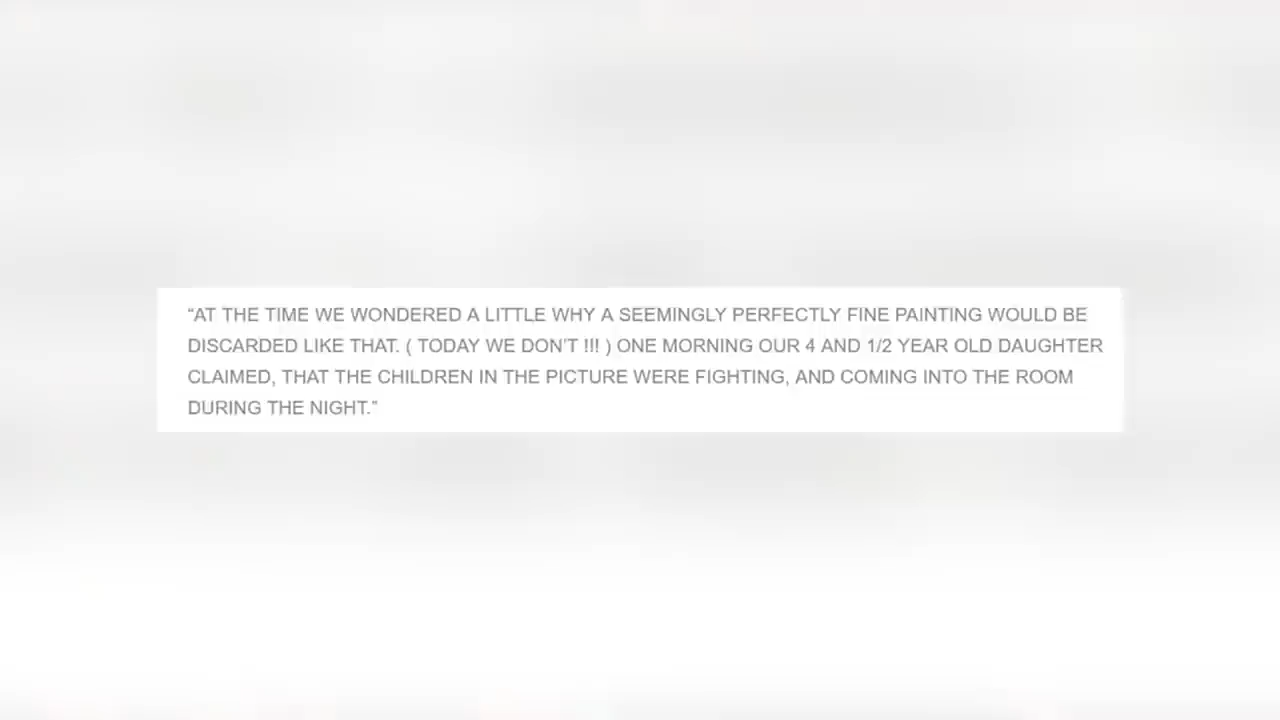 “AT THE TIME WE WONDERED A LITTLE WHY A SEEMINGLY PERFECTLY FINE PAINTING WOULD BE
DISCARDED LIKE THAT. ( TODAY WE DON’T !!! ) ONE MORNING OUR 4 AND 1/2 YEAR OLD DAUGHTER
CLAIMED, THAT THE CHILDREN IN THE PICTURE WERE FIGHTING, AND COMING INTO THE ROOM
DURING THE NIGHT.”